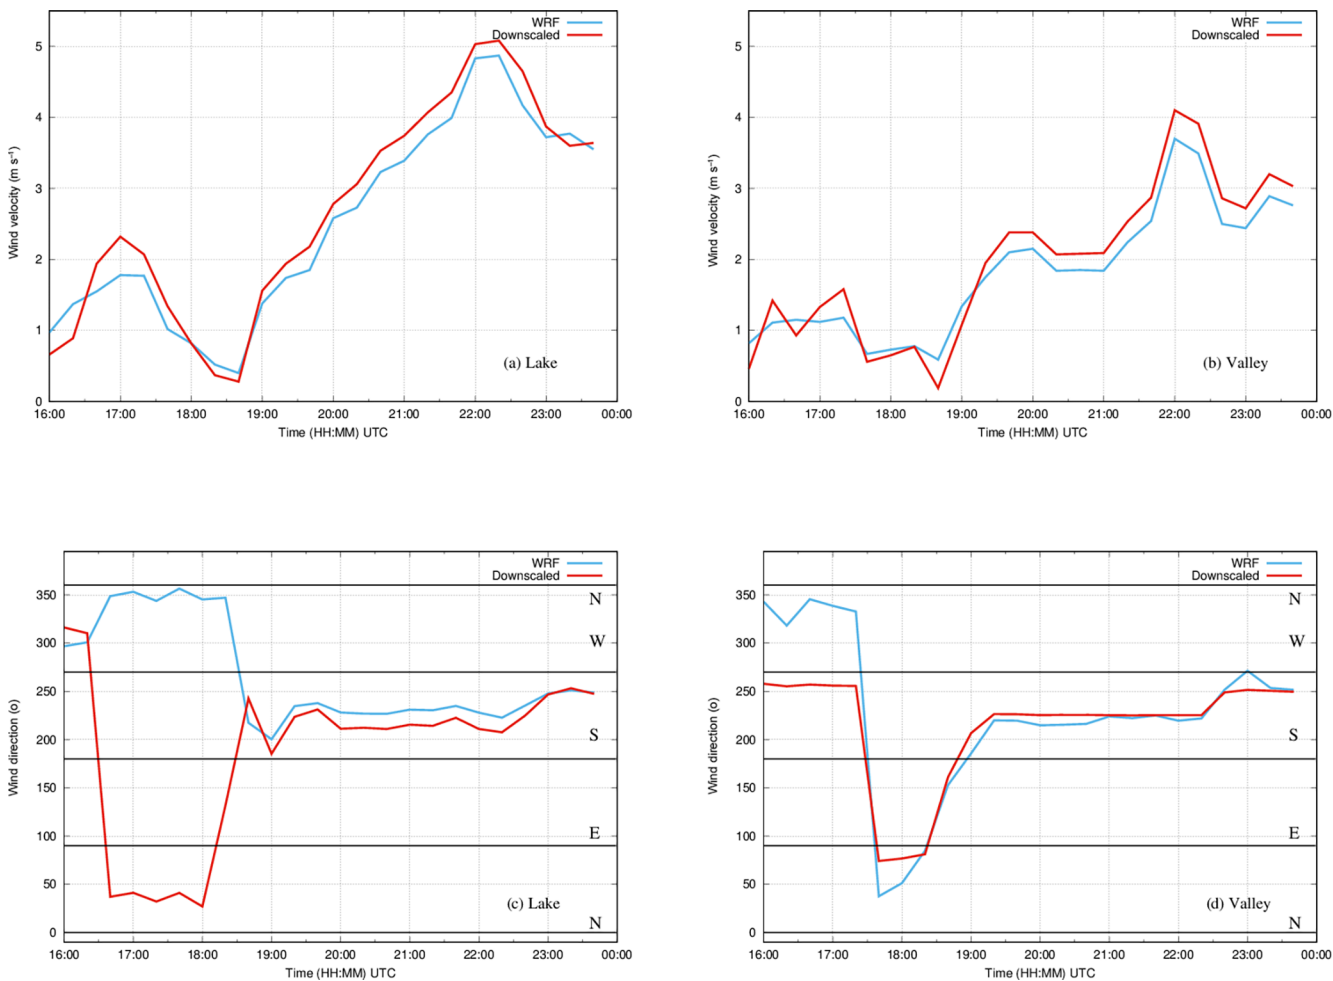 WRF
Downscaled
5
4
3
2
1
0
Wind velocity (m s⁻¹)
(a) Lake
16:00 17:00 18:00 19:00 20:00 21:00 22:00 23:00 00:00
Time (HH:MM) UTC
WRF
Downscaled
5
4
3
2
1
0
Wind velocity (m s⁻¹)
(b) Valley
16:00 17:00 18:00 19:00 20:00 21:00 22:00 23:00 00:00
Time (HH:MM) UTC
WRF
Downscaled
350
300
250
200
150
100
50
0
Wind direction (o)
N
W
S
E
(c) Lake
N
16:00 17:00 18:00 19:00 20:00 21:00 22:00 23:00 00:00
Time (HH:MM) UTC
WRF
Downscaled
350
300
250
200
150
100
50
0
Wind direction (o)
N
W
S
E
(d) Valley
N
16:00 17:00 18:00 19:00 20:00 21:00 22:00 23:00 00:00
Time (HH:MM) UTC